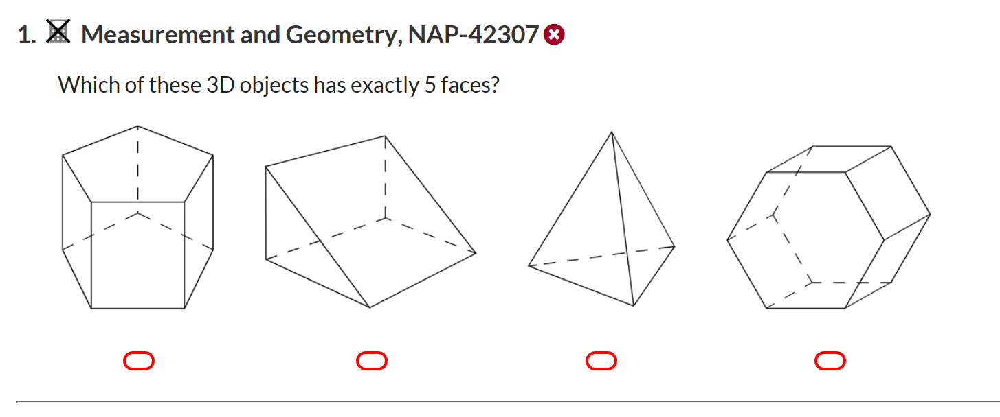 1. Measurement and Geometry, NAP-42307
Which of these 3D objects has exactly 5 faces?